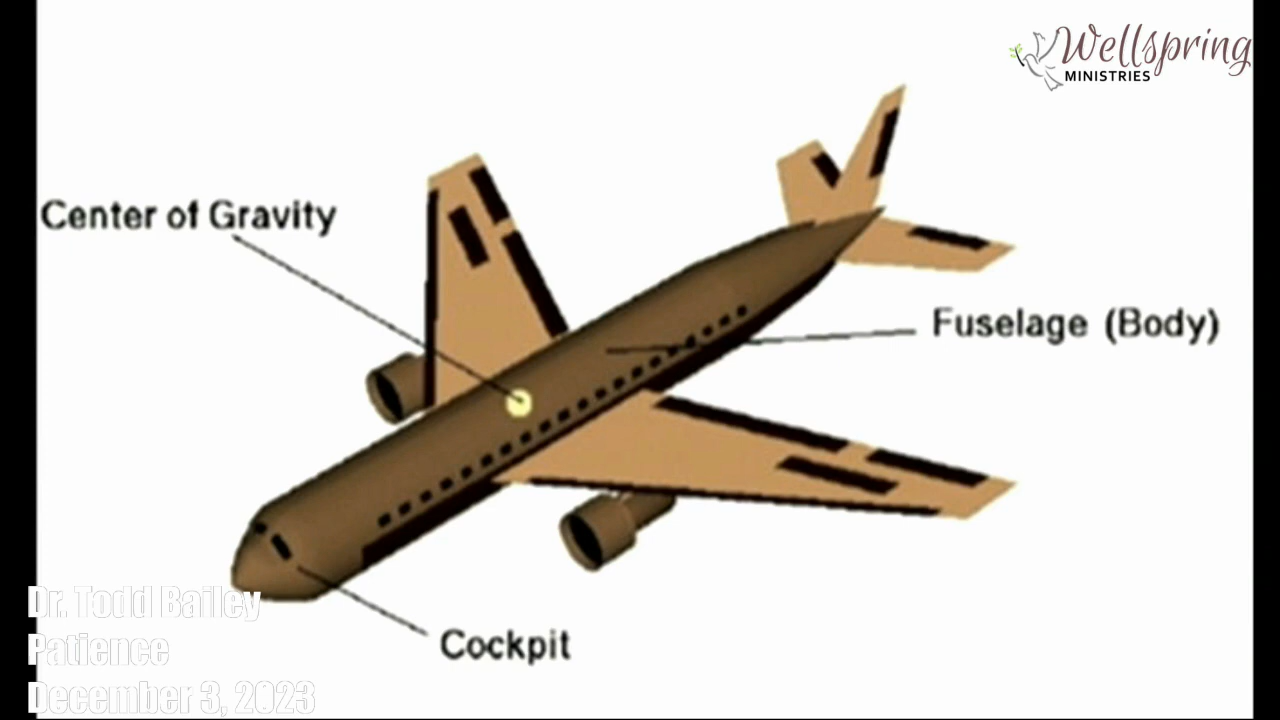 Wellspring
MINISTRIES
Center of Gravity
Fuselage (Body)
Cockpit
Dr. Todd Bailey
Patience
December 3, 2023